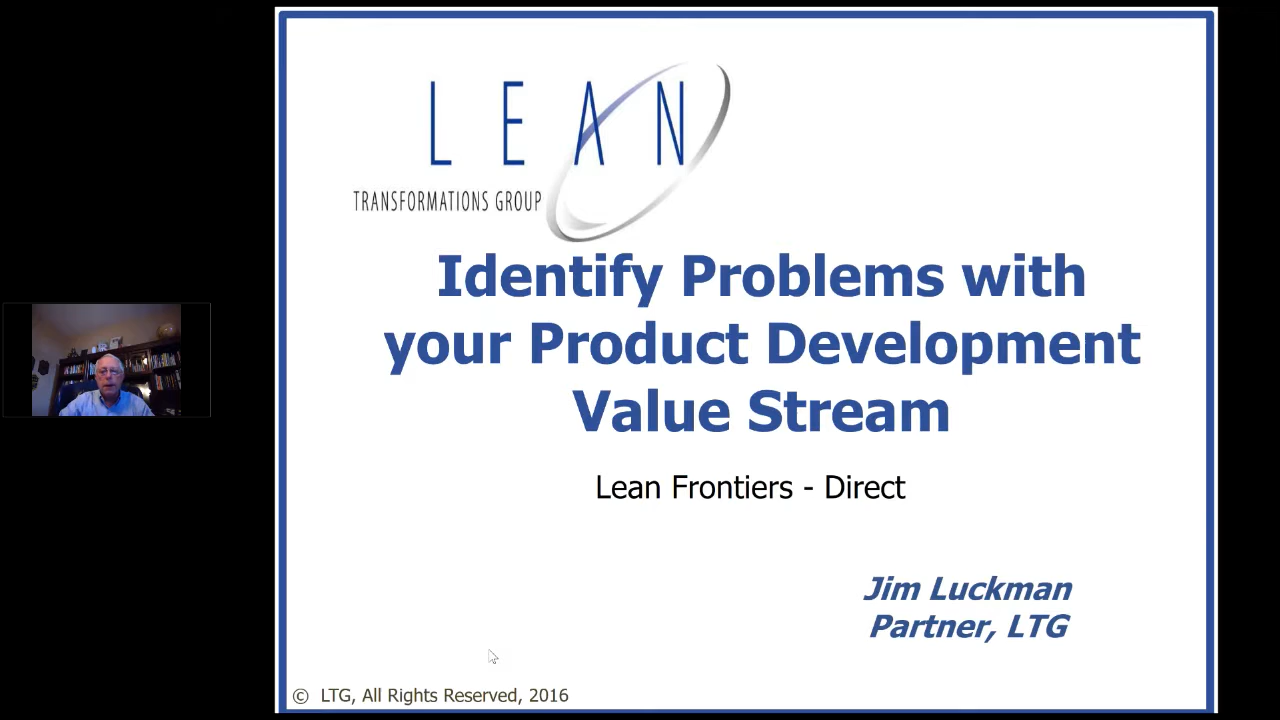 L E A N
TRANSFORMATIONS GROUP
Identify Problems with
your Product Development
Value Stream
Lean Frontiers - Direct
Jim Luckman
Partner, LTG
© LTG, All Rights Reserved, 2016